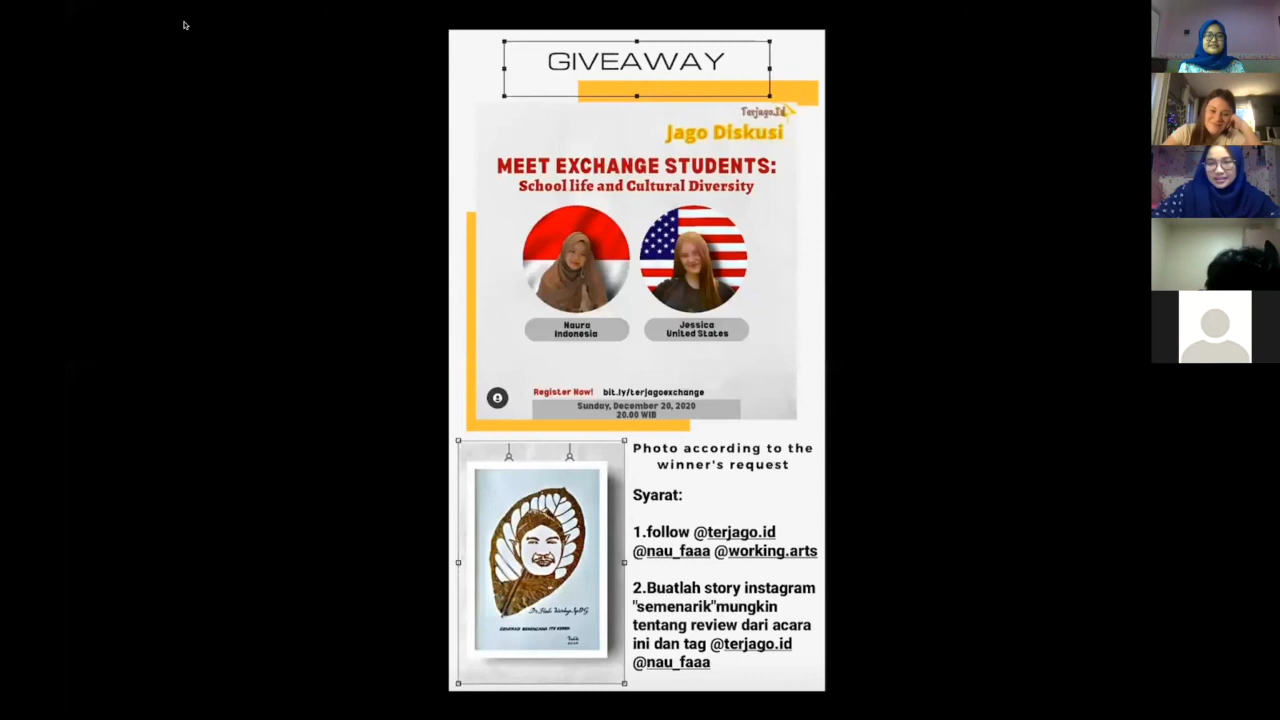 GIVEAWAY
Terjago.Id
Jago Diskusi
MEET EXCHANGE STUDENTS:
School life and Cultural Diversity
Naura
Indonesia
Jessica
United States
Register Now! bit.ly/terjagoexchange
Sunday, December 20, 2020
20.00 WIB
Photo according to the
winner's request
Syarat:
1.follow @terjago.id
@nau_faaa @working.arts
2.Buatlah story instagram
"semenarik"mungkin
tentang review dari acara
ini dan tag @terjago.id
@nau_faaa